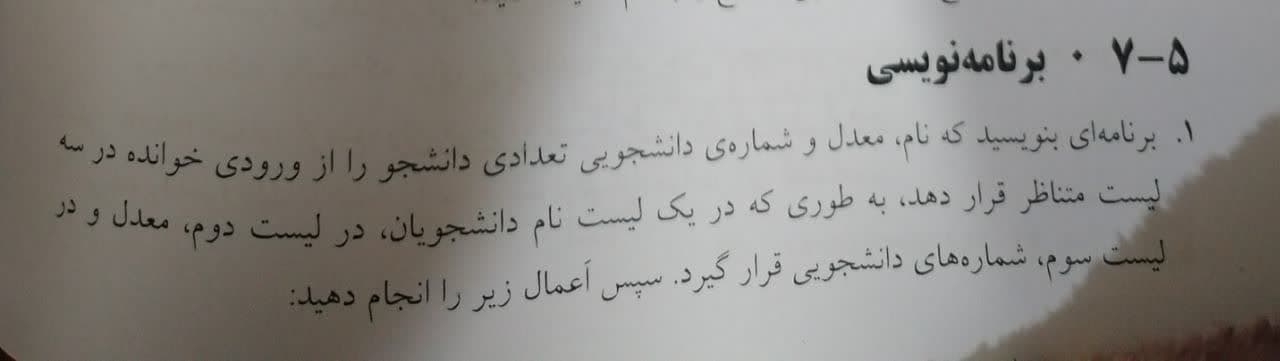 ۷-۵ • برنامه‌نویسی
۱. برنامه‌ای بنویسید که نام، معدل و شماره‌ی دانشجویی تعدادی دانشجو را از ورودی خوانده در سه
لیست متناظر قرار دهد، به طوری که در یک لیست نام دانشجویان، در لیست دوم، معدل و در
لیست سوم، شماره‌های دانشجویی قرار گیرد. سپس اَعمال زیر را انجام دهید: